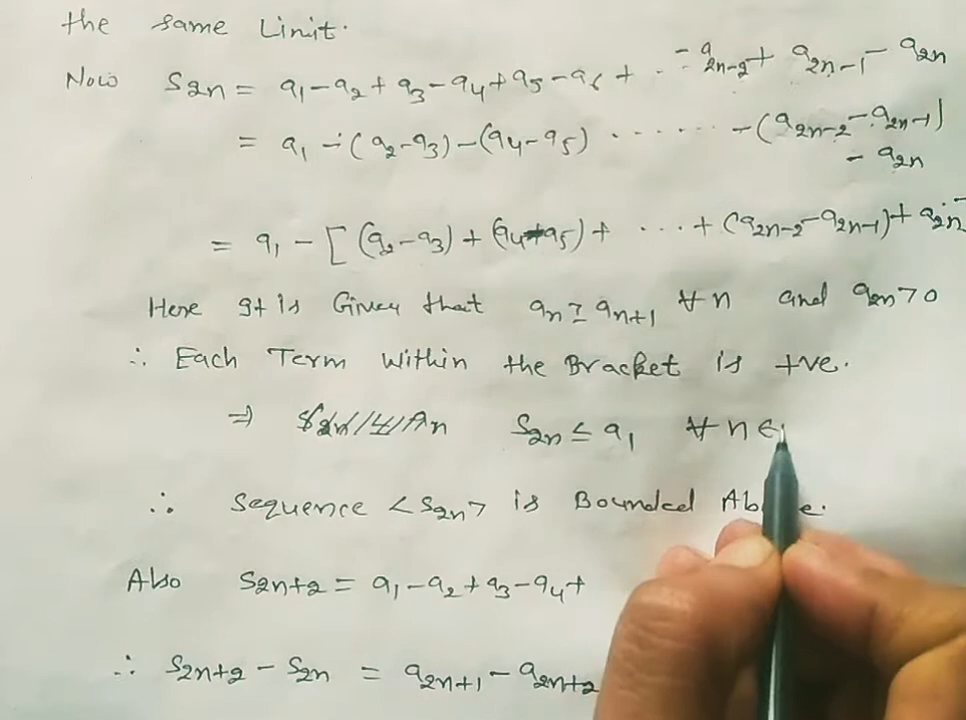 the same Limit.
Now S2n = a1 - a2 + a3 - a4 + a5 - a6 + .. - a2n-2 + a2n-1 - a2n
= a1 - (a2 - a3) - (a4 - a5) ....... - (a2n-2 - a2n-1)
- a2n
= a1 - [(a2 - a3) + (a4 - a5) + ... + (a2n-2 - a2n-1) + a2n
Here It is Given that an ≥ an+1 ∀ n and an > 0
∴ Each Term Within the Bracket is +ve.
⇒ S2n ≤ a1 ∀ n ∈
∴ Sequence <S2n> is Bounded
Also S2n+2 = a1 - a2 + a3 - a4 +
∴ S2n+2 - S2n = a2n+1 - a2n+2